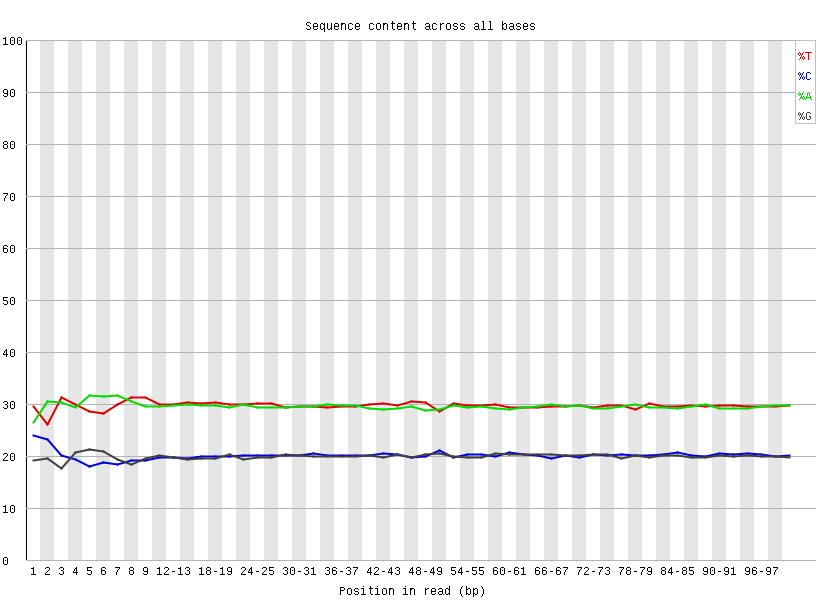 Sequence content across all bases
100
90
80
70
60
50
40
30
20
10
0
%T
%C
%A
%G
1 2 3 4 5 6 7 8 9 12-13 18-19 24-25 30-31 36-37 42-43 48-49 54-55 60-61 66-67 72-73 78-79 84-85 90-91 96-97
Position in read (bp)